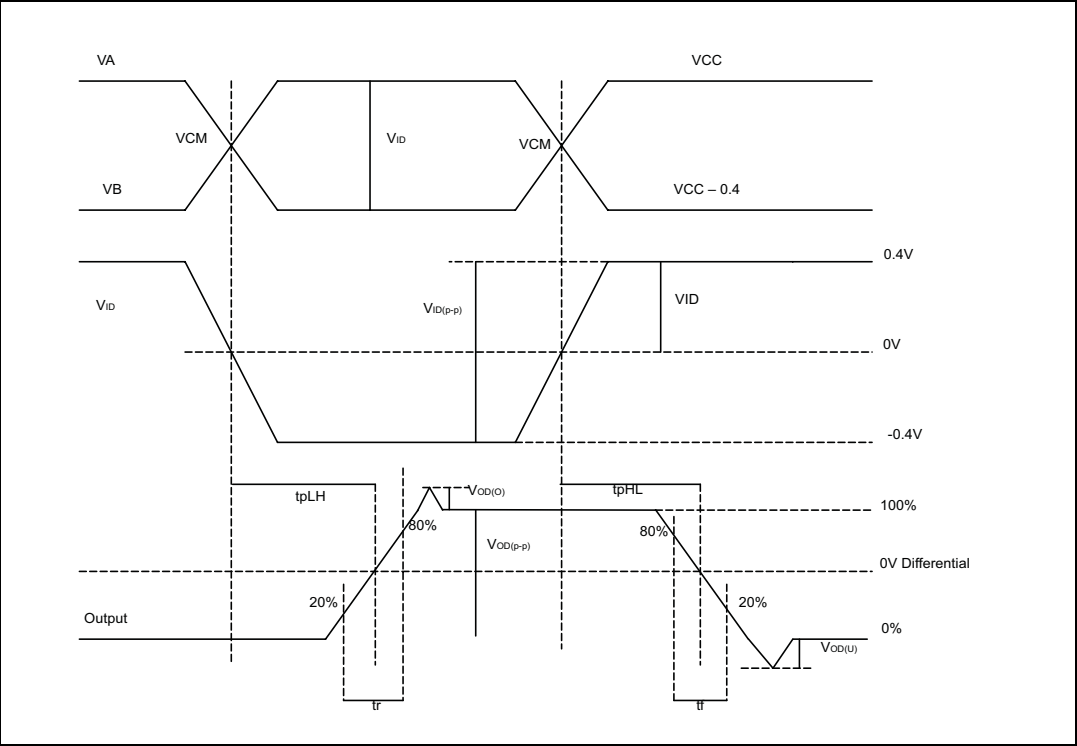 VA
VCC
VCM
VID
VCM
VB
VCC – 0.4
0.4V
VID
VID(p-p)
VID
0V
-0.4V
tpLH
VOD(O)
tpHL
100%
80%
80%
VOD(p-p)
0V Differential
20%
20%
Output
0%
VOD(U)
tr
tf